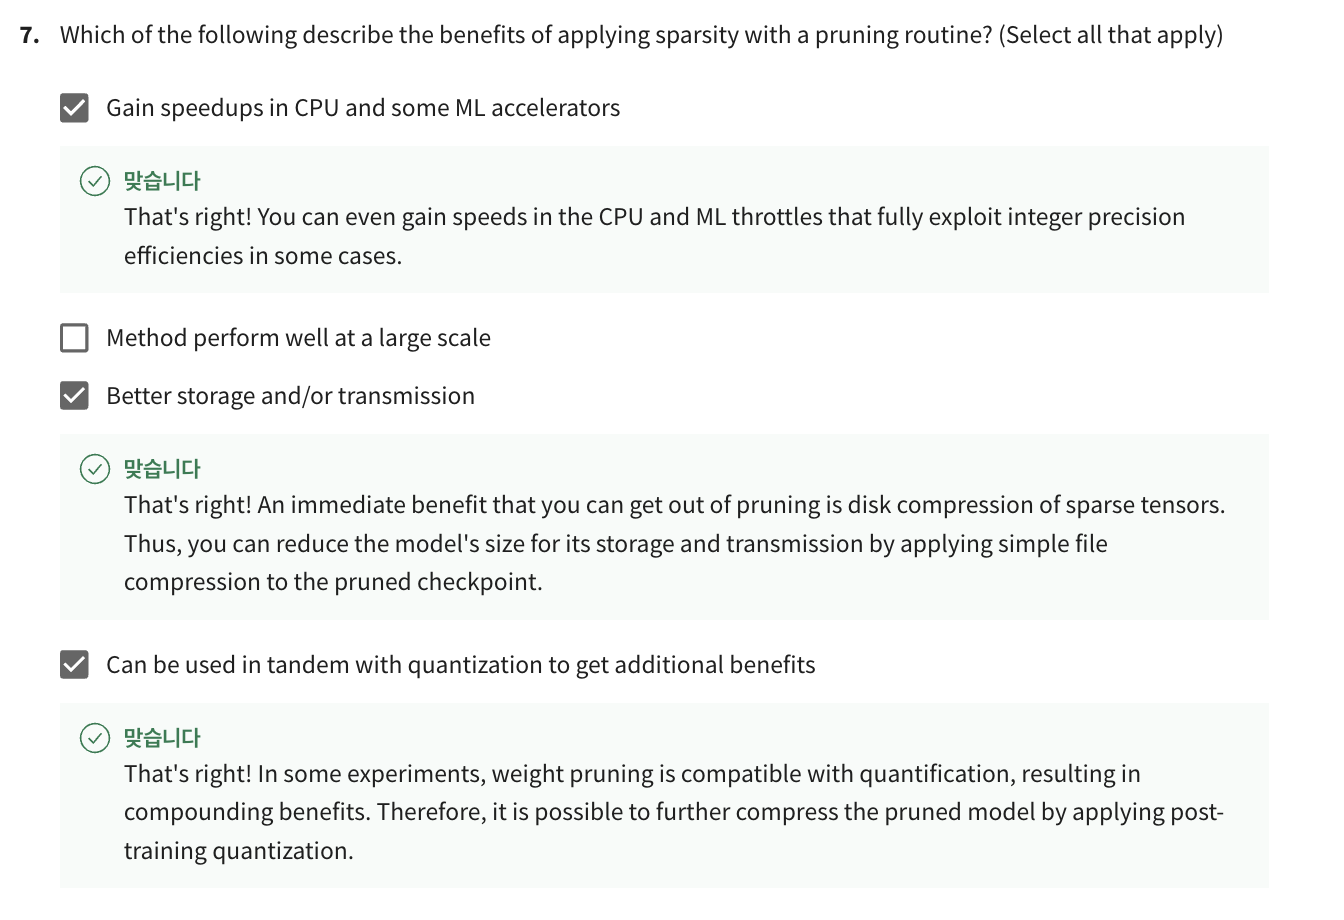 7. Which of the following describe the benefits of applying sparsity with a pruning routine? (Select all that apply)
Gain speedups in CPU and some ML accelerators
맞습니다
That's right! You can even gain speeds in the CPU and ML throttles that fully exploit integer precision
efficiencies in some cases.
Method perform well at a large scale
Better storage and/or transmission
맞습니다
That's right! An immediate benefit that you can get out of pruning is disk compression of sparse tensors.
Thus, you can reduce the model's size for its storage and transmission by applying simple file
compression to the pruned checkpoint.
Can be used in tandem with quantization to get additional benefits
맞습니다
That's right! In some experiments, weight pruning is compatible with quantification, resulting in
compounding benefits. Therefore, it is possible to further compress the pruned model by applying post-
training quantization.